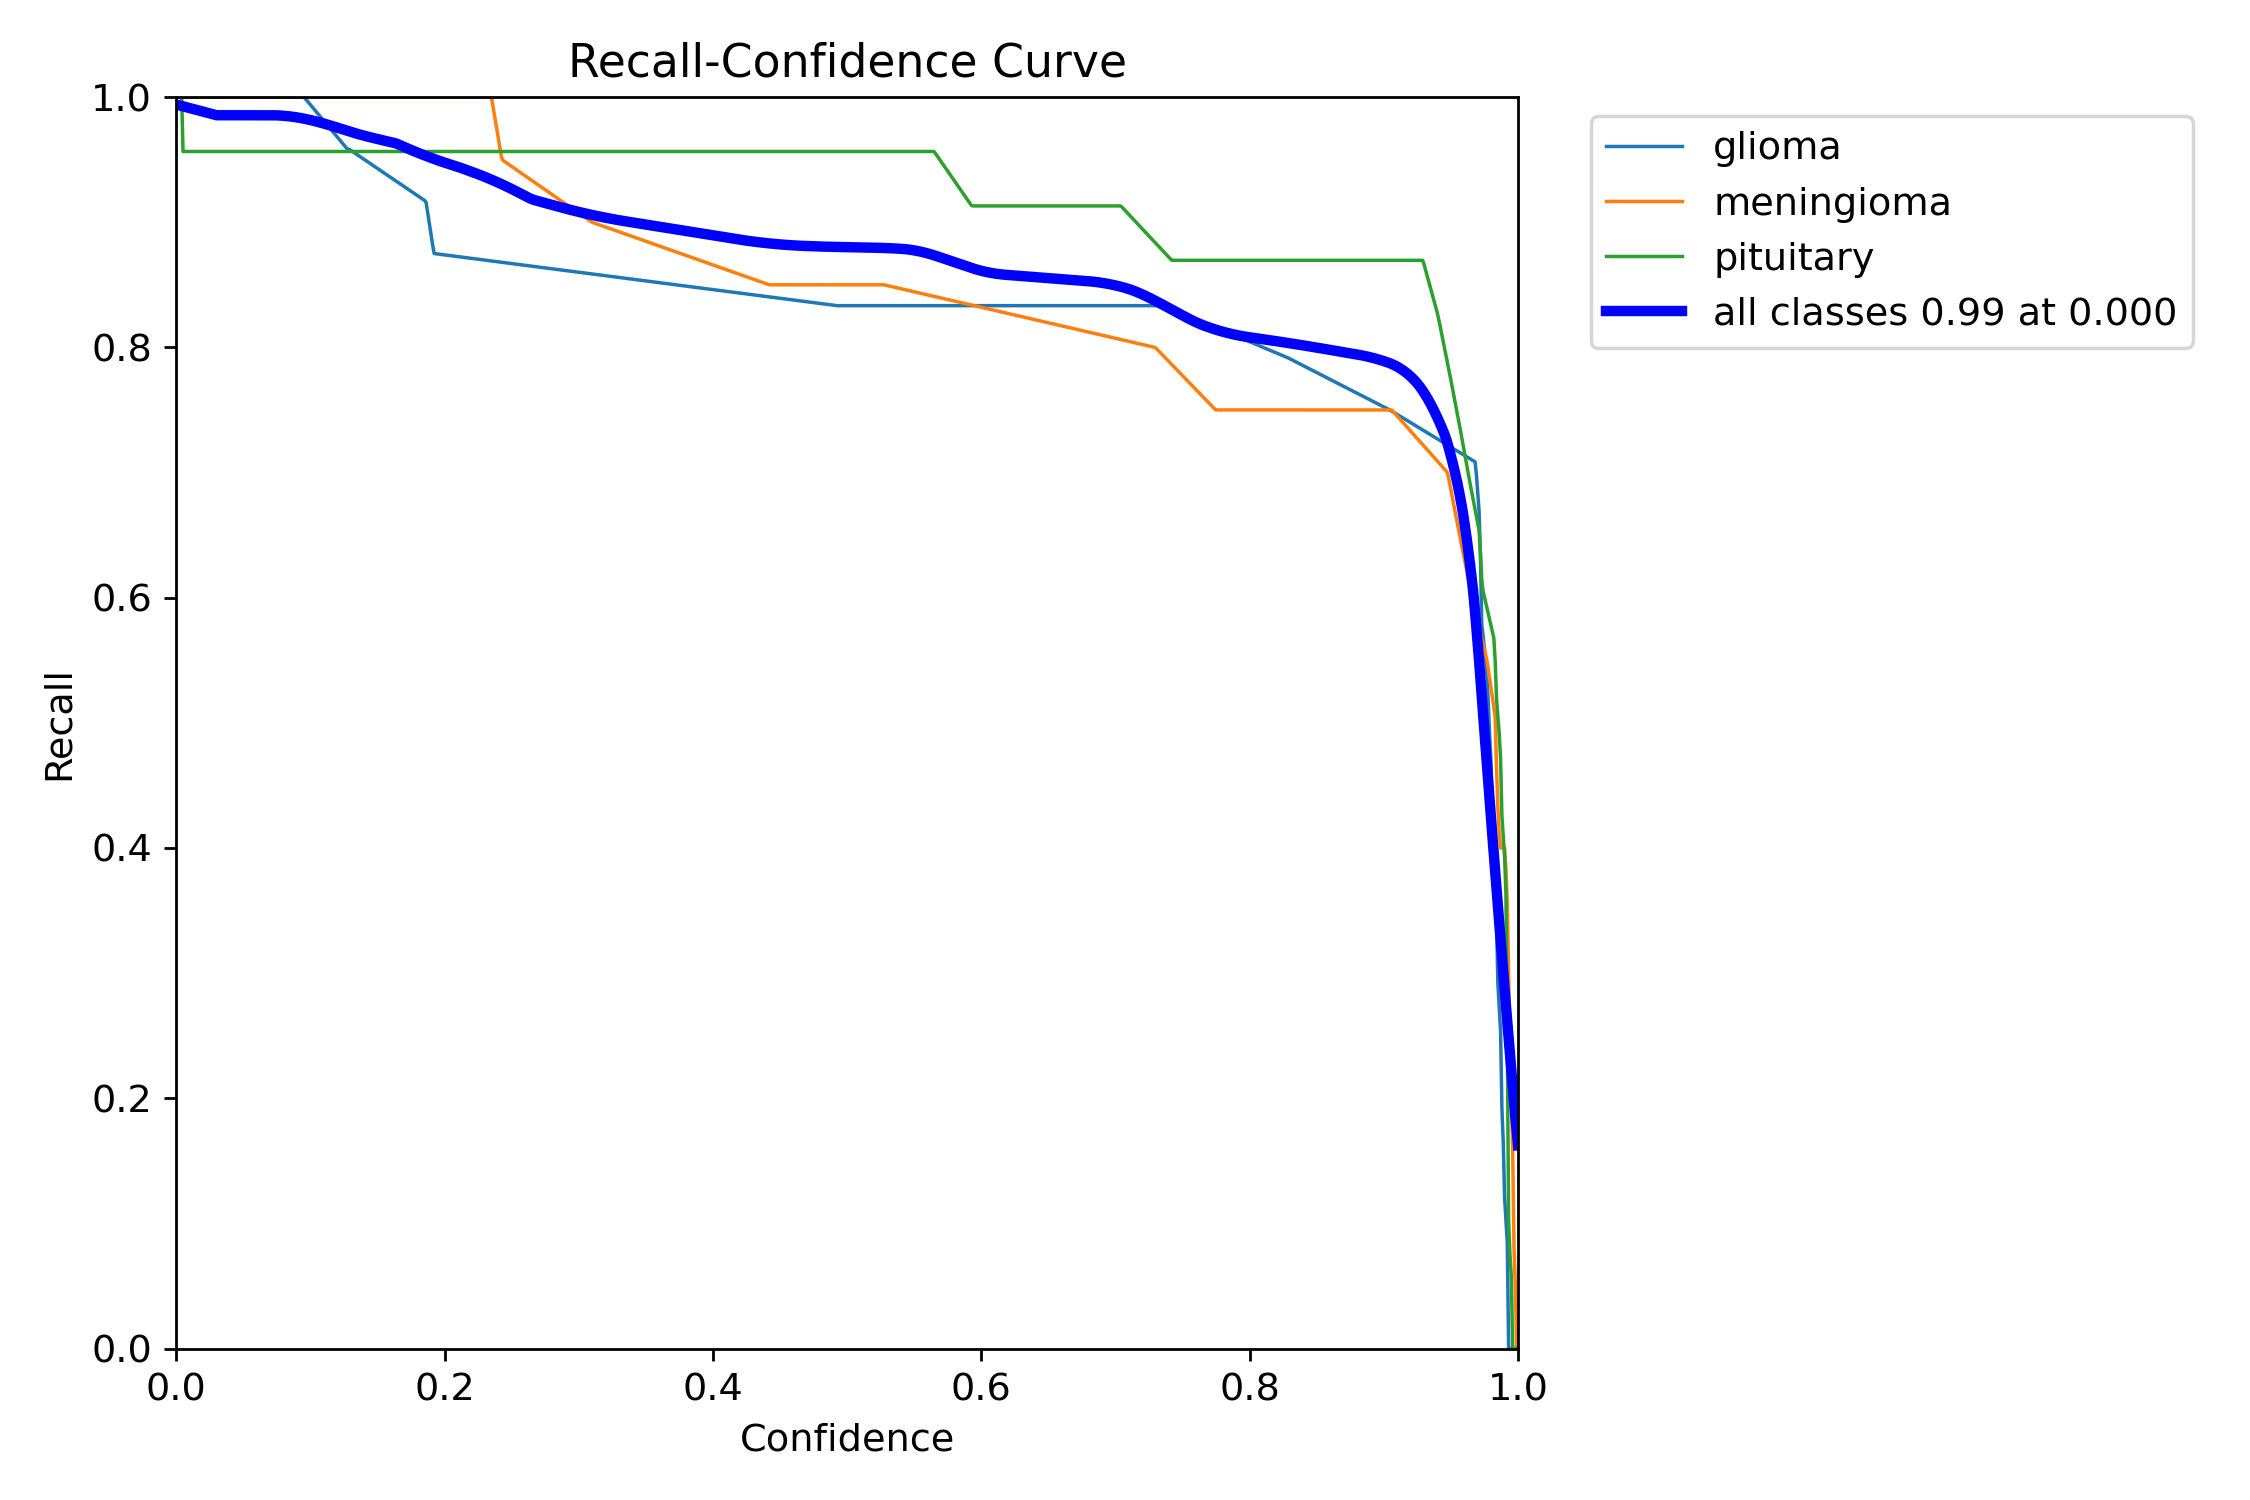 Recall-Confidence Curve
1.0
0.8
0.6
0.4
0.2
0.0
Recall
0.0 0.2 0.4 0.6 0.8 1.0
Confidence
glioma
meningioma
pituitary
all classes 0.99 at 0.000